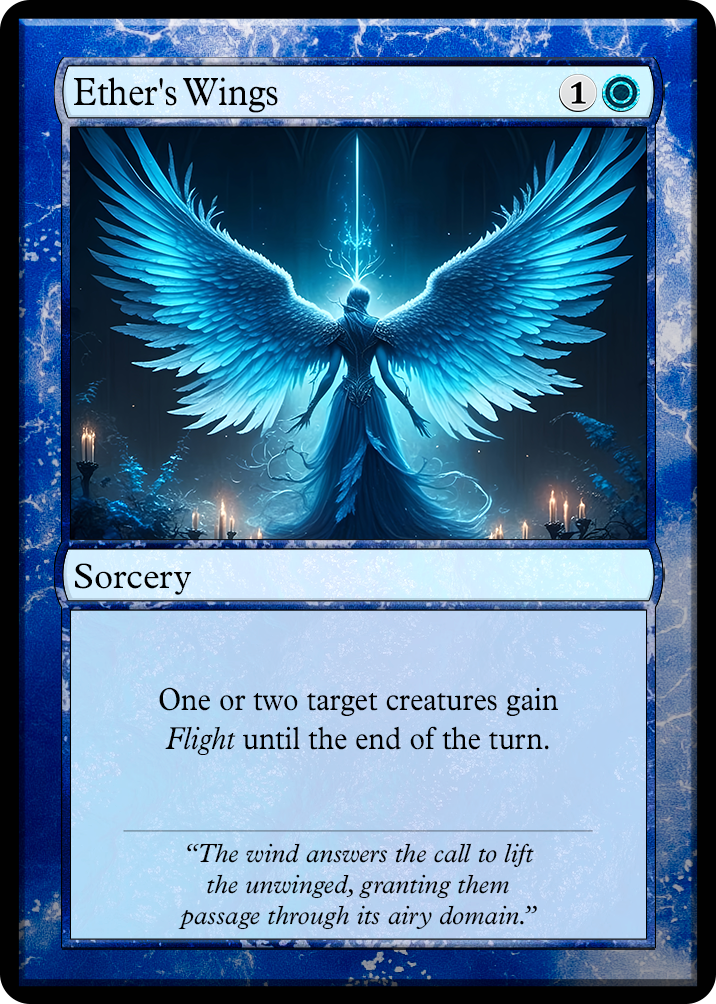 Ether's Wings
1
Sorcery
One or two target creatures gain
Flight until the end of the turn.
“The wind answers the call to lift
the unwinged, granting them
passage through its airy domain.”